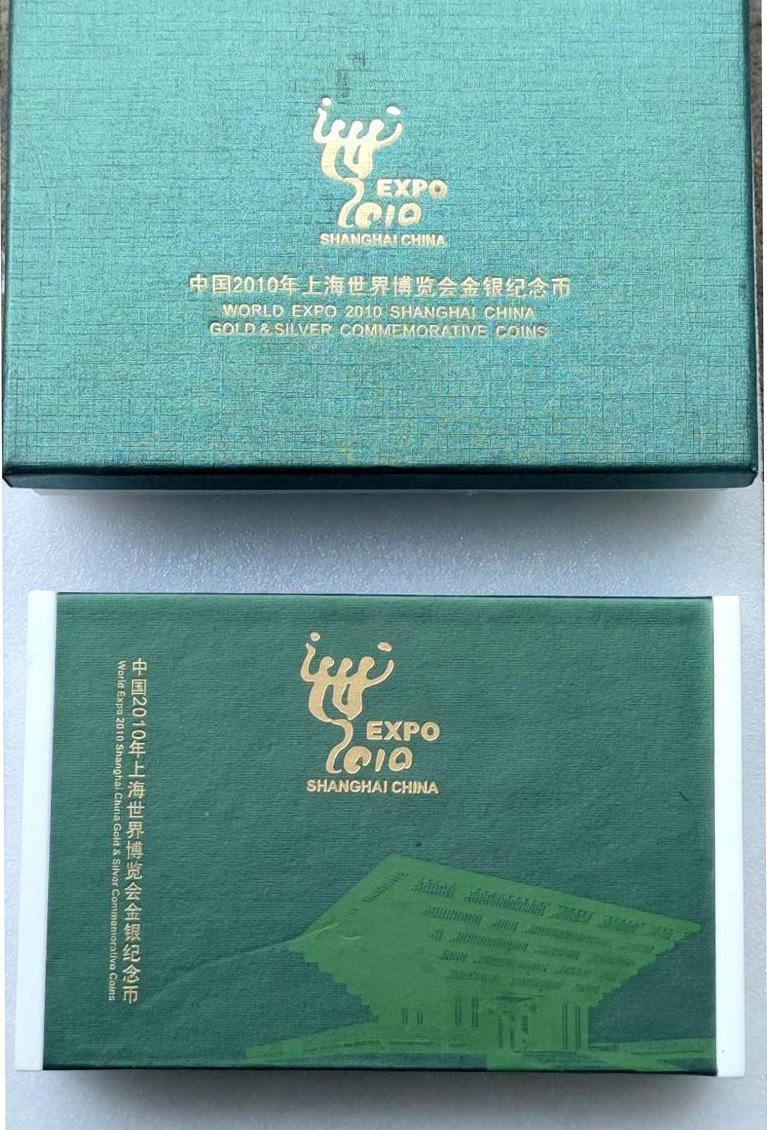 EXPO
2010
SHANGHAI CHINA
中国2010年上海世界博览会金银纪念币
WORLD EXPO 2010 SHANGHAI CHINA
GOLD & SILVER COMMEMORATIVE COINS
EXPO
2010
SHANGHAI CHINA
中国2010年上海世界博览会金银纪念币
World Expo 2010 Shanghai China Gold & Silver Commemorative Coins